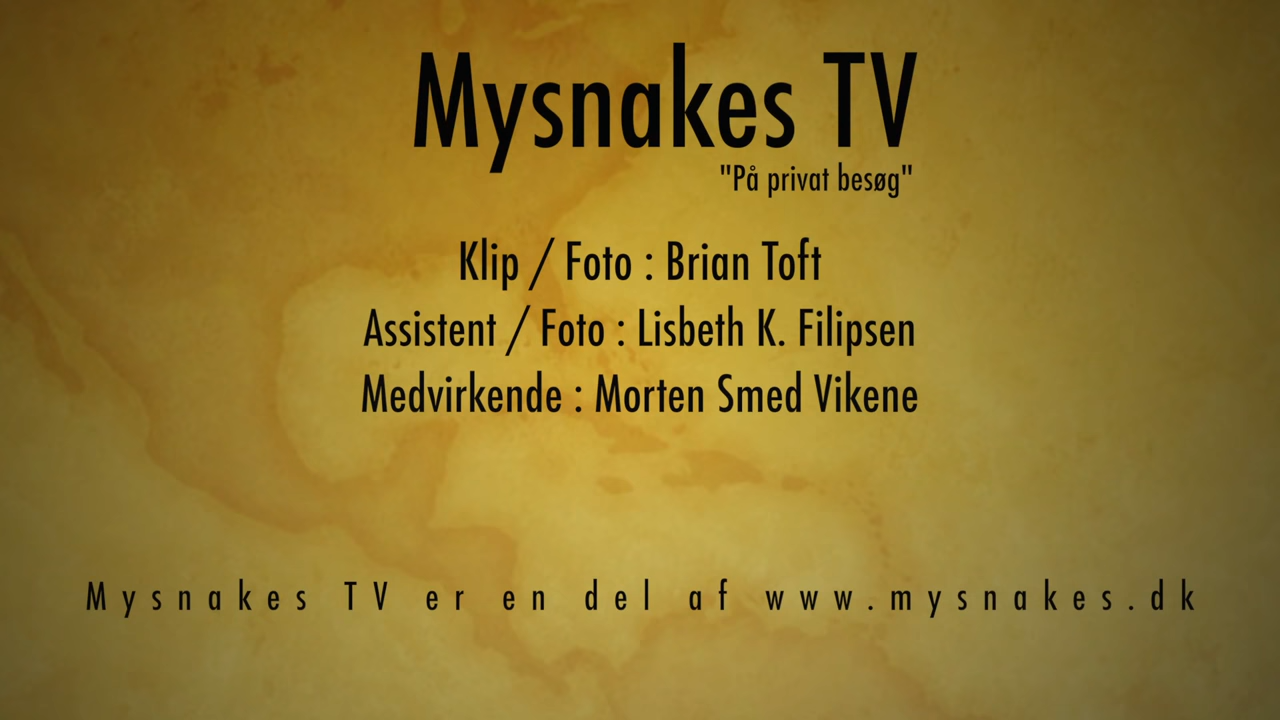 Mysnakes TV
"På privat besøg"
Klip / Foto : Brian Toft
Assistent / Foto : Lisbeth K. Filipsen
Medvirkende : Morten Smed Vikene
Mysnakes TV er en del af www.mysnakes.dk